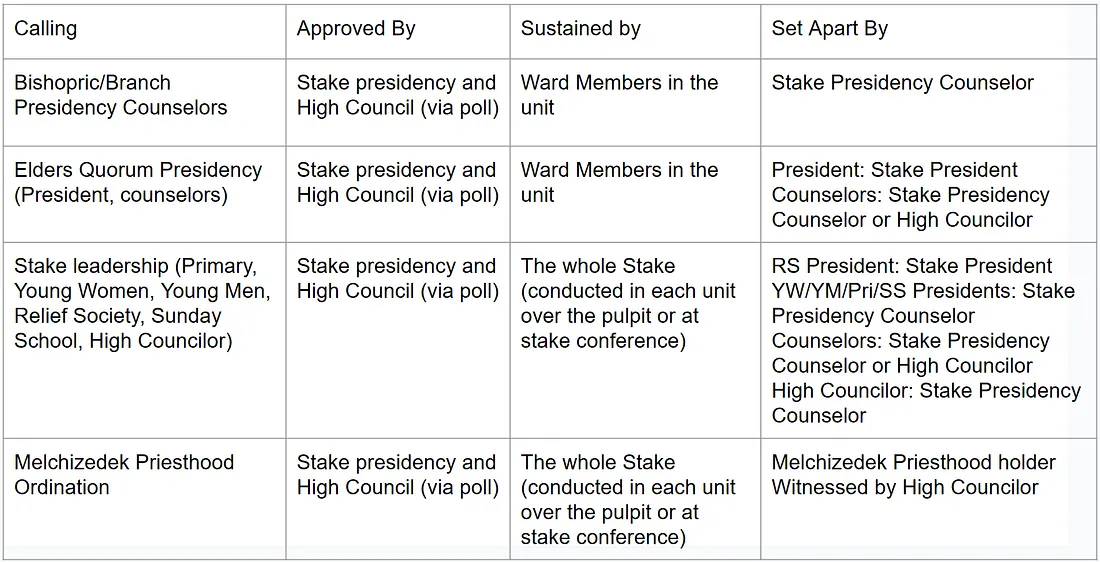 Calling
Approved By
Sustained by
Set Apart By
Bishopric/Branch
Presidency Counselors
Stake presidency and
High Council (via poll)
Ward Members in the
unit
Stake Presidency Counselor
Elders Quorum Presidency
(President, counselors)
Stake presidency and
High Council (via poll)
Ward Members in the
unit
President: Stake President
Counselors: Stake Presidency
Counselor or High Councilor
Stake leadership (Primary,
Young Women, Young Men,
Relief Society, Sunday
School, High Councilor)
Stake presidency and
High Council (via poll)
The whole Stake
(conducted in each unit
over the pulpit or at
stake conference)
RS President: Stake President
YW/YM/Pri/SS Presidents: Stake
Presidency Counselor
Counselors: Stake Presidency
Counselor or High Councilor
High Councilor: Stake Presidency
Counselor
Melchizedek Priesthood
Ordination
Stake presidency and
High Council (via poll)
The whole Stake
(conducted in each unit
over the pulpit or at
stake conference)
Melchizedek Priesthood holder
Witnessed by High Councilor